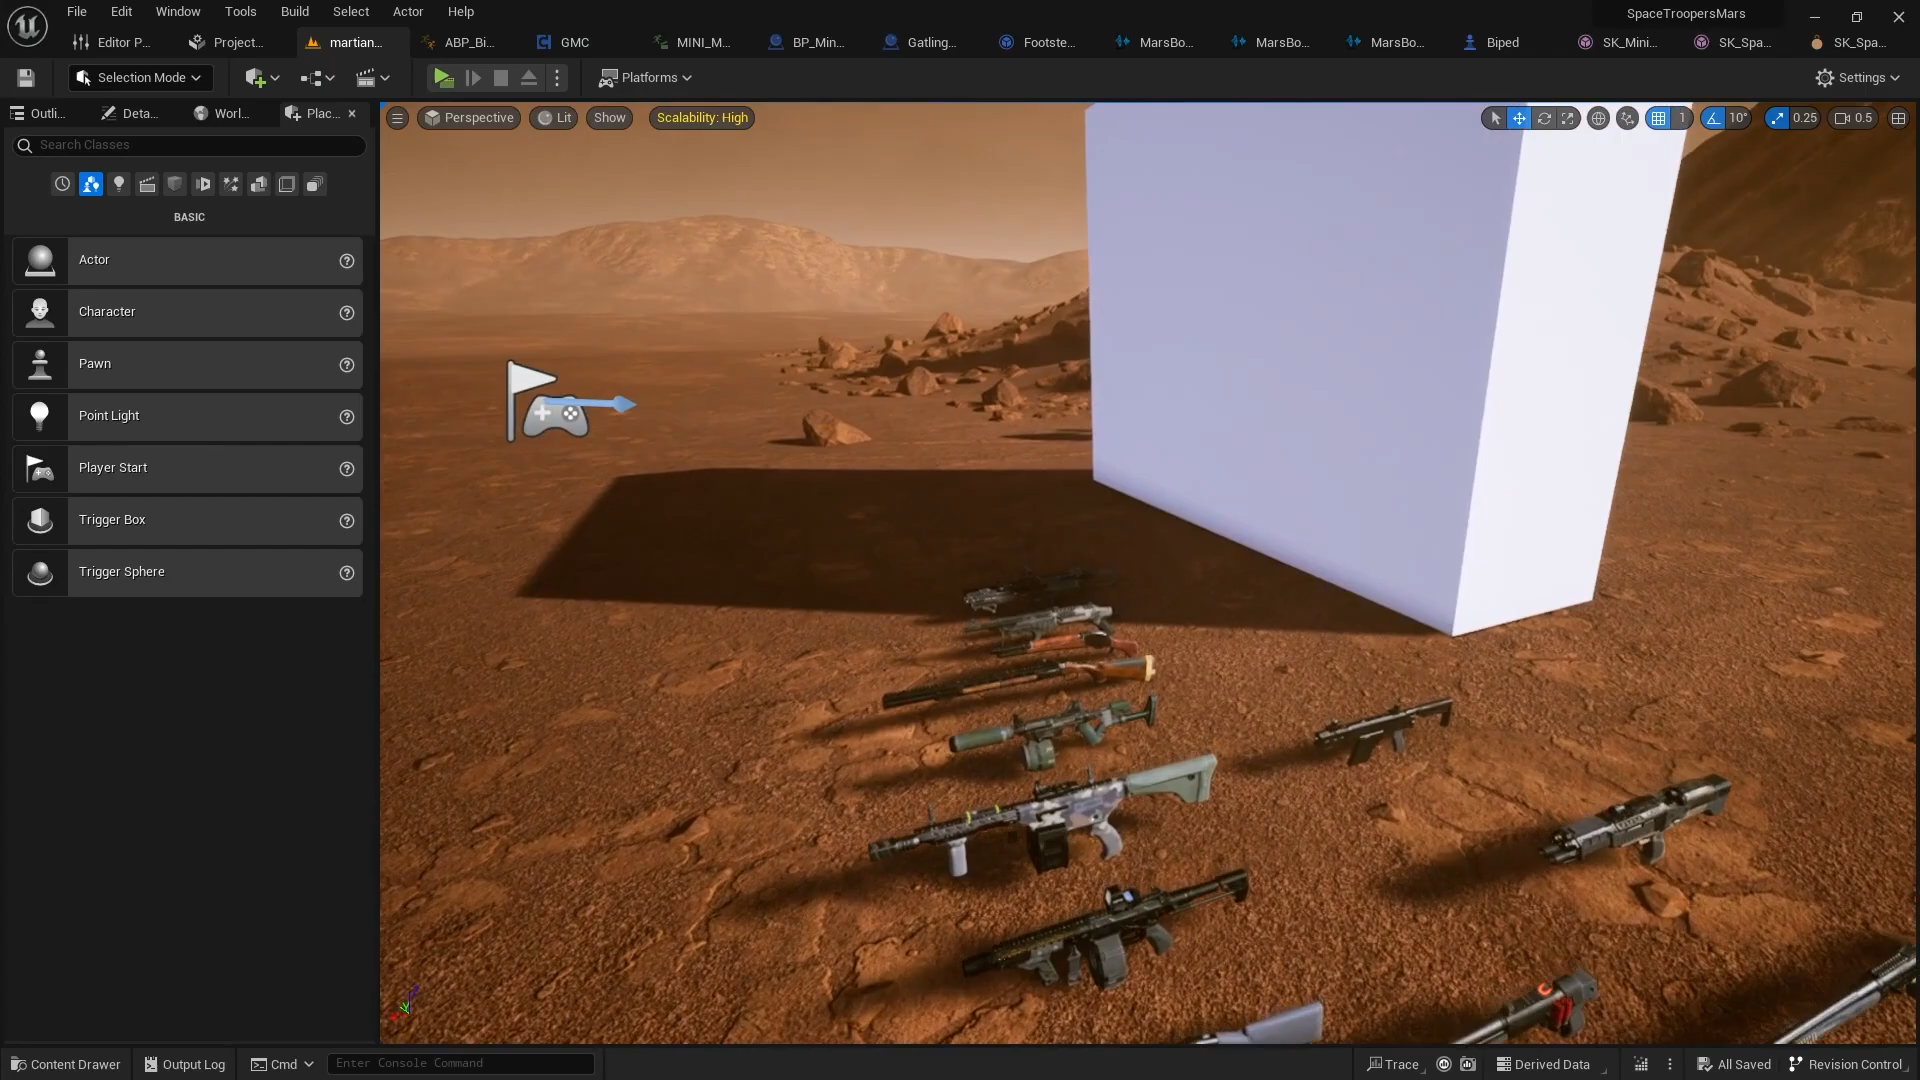 File Edit Window Tools Build Select Actor Help
SpaceTroopersMars
Editor P... Project... martian... ABP_Bi... GMC MINI_M... BP_Min... Gatling... Footste... MarsBo... MarsBo... MarsBo... Biped SK_Mini... SK_Spa... SK_Spa...
Selection Mode Platforms Settings
Outli... Deta... Worl... Plac...
Search Classes
BASIC
Actor
Character
Pawn
Point Light
Player Start
Trigger Box
Trigger Sphere
Perspective Lit Show Scalability: High 1 10° 0.25 0.5
Content Drawer Output Log Cmd Enter Console Command Trace Derived Data All Saved Revision Control